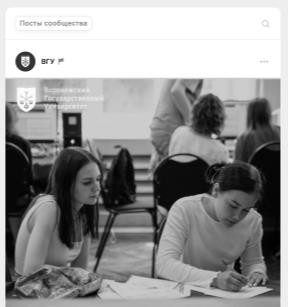 Посты сообщества
ВГУ
Воронежский
Государственный
Университет